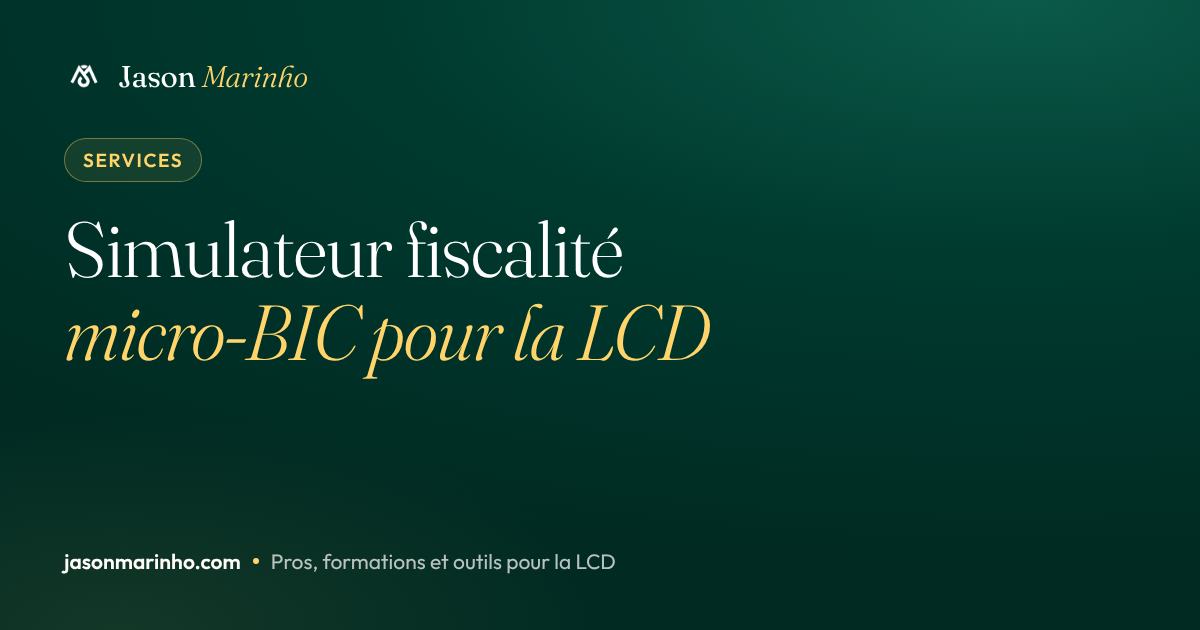 Jason Marinho
SERVICES
Simulateur fiscalité
micro-BIC pour la LCD
jasonmarinho.com • Pros, formations et outils pour la LCD